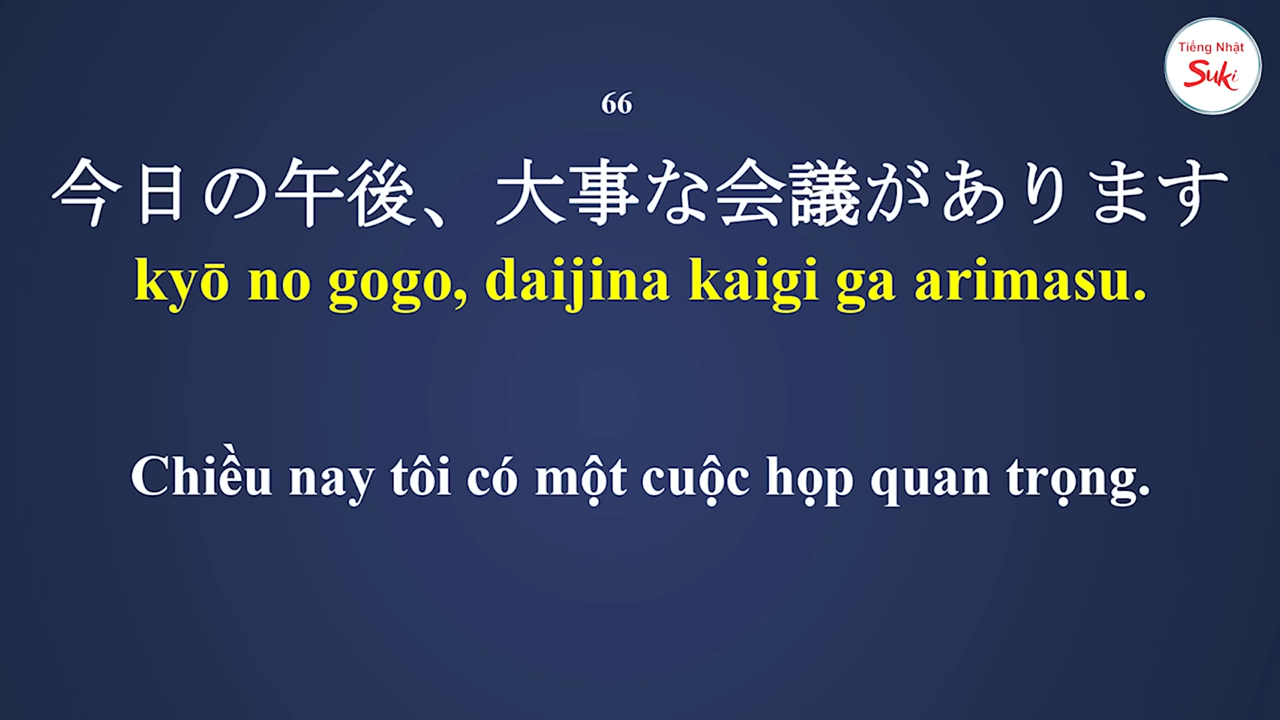 Tiếng Nhật
Suki
66
今日の午後、大事な会議があります
kyō no gogo, daijina kaigi ga arimasu.
Chiều nay tôi có một cuộc họp quan trọng.